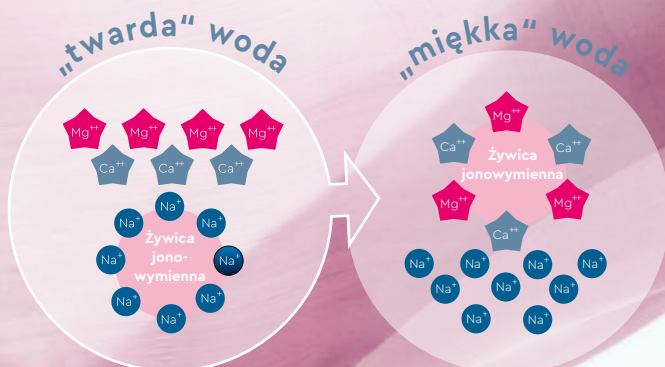 „twarda“ woda
Mg++ Mg++ Mg++ Mg++
Ca++ Ca++ Ca++
Na+
Na+ Na+
Żywica
jono-
wymienna
Na+ Na+
Na+ Na+
Na+
„miękka“ woda
Mg++
Ca++ Ca++
Żywica
jonowymienna
Mg++ Mg++
Ca++
Na+ Na+ Na+ Na+
Na+ Na+ Na+
Na+ Na+